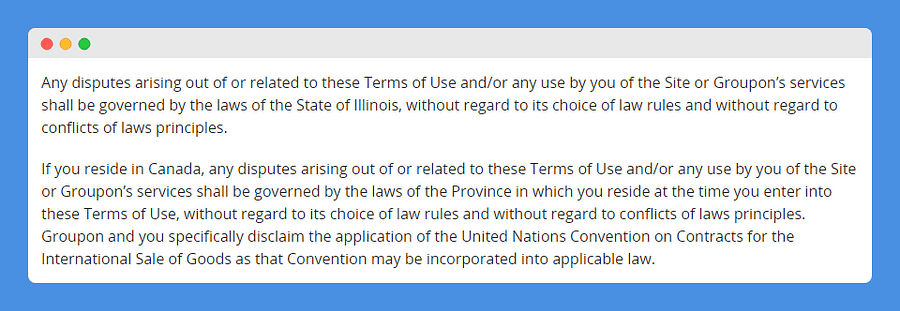 Any disputes arising out of or related to these Terms of Use and/or any use by you of the Site or Groupon’s services
shall be governed by the laws of the State of Illinois, without regard to its choice of law rules and without regard to
conflicts of laws principles.
If you reside in Canada, any disputes arising out of or related to these Terms of Use and/or any use by you of the Site
or Groupon’s services shall be governed by the laws of the Province in which you reside at the time you enter into
these Terms of Use, without regard to its choice of law rules and without regard to conflicts of laws principles.
Groupon and you specifically disclaim the application of the United Nations Convention on Contracts for the
International Sale of Goods as that Convention may be incorporated into applicable law.